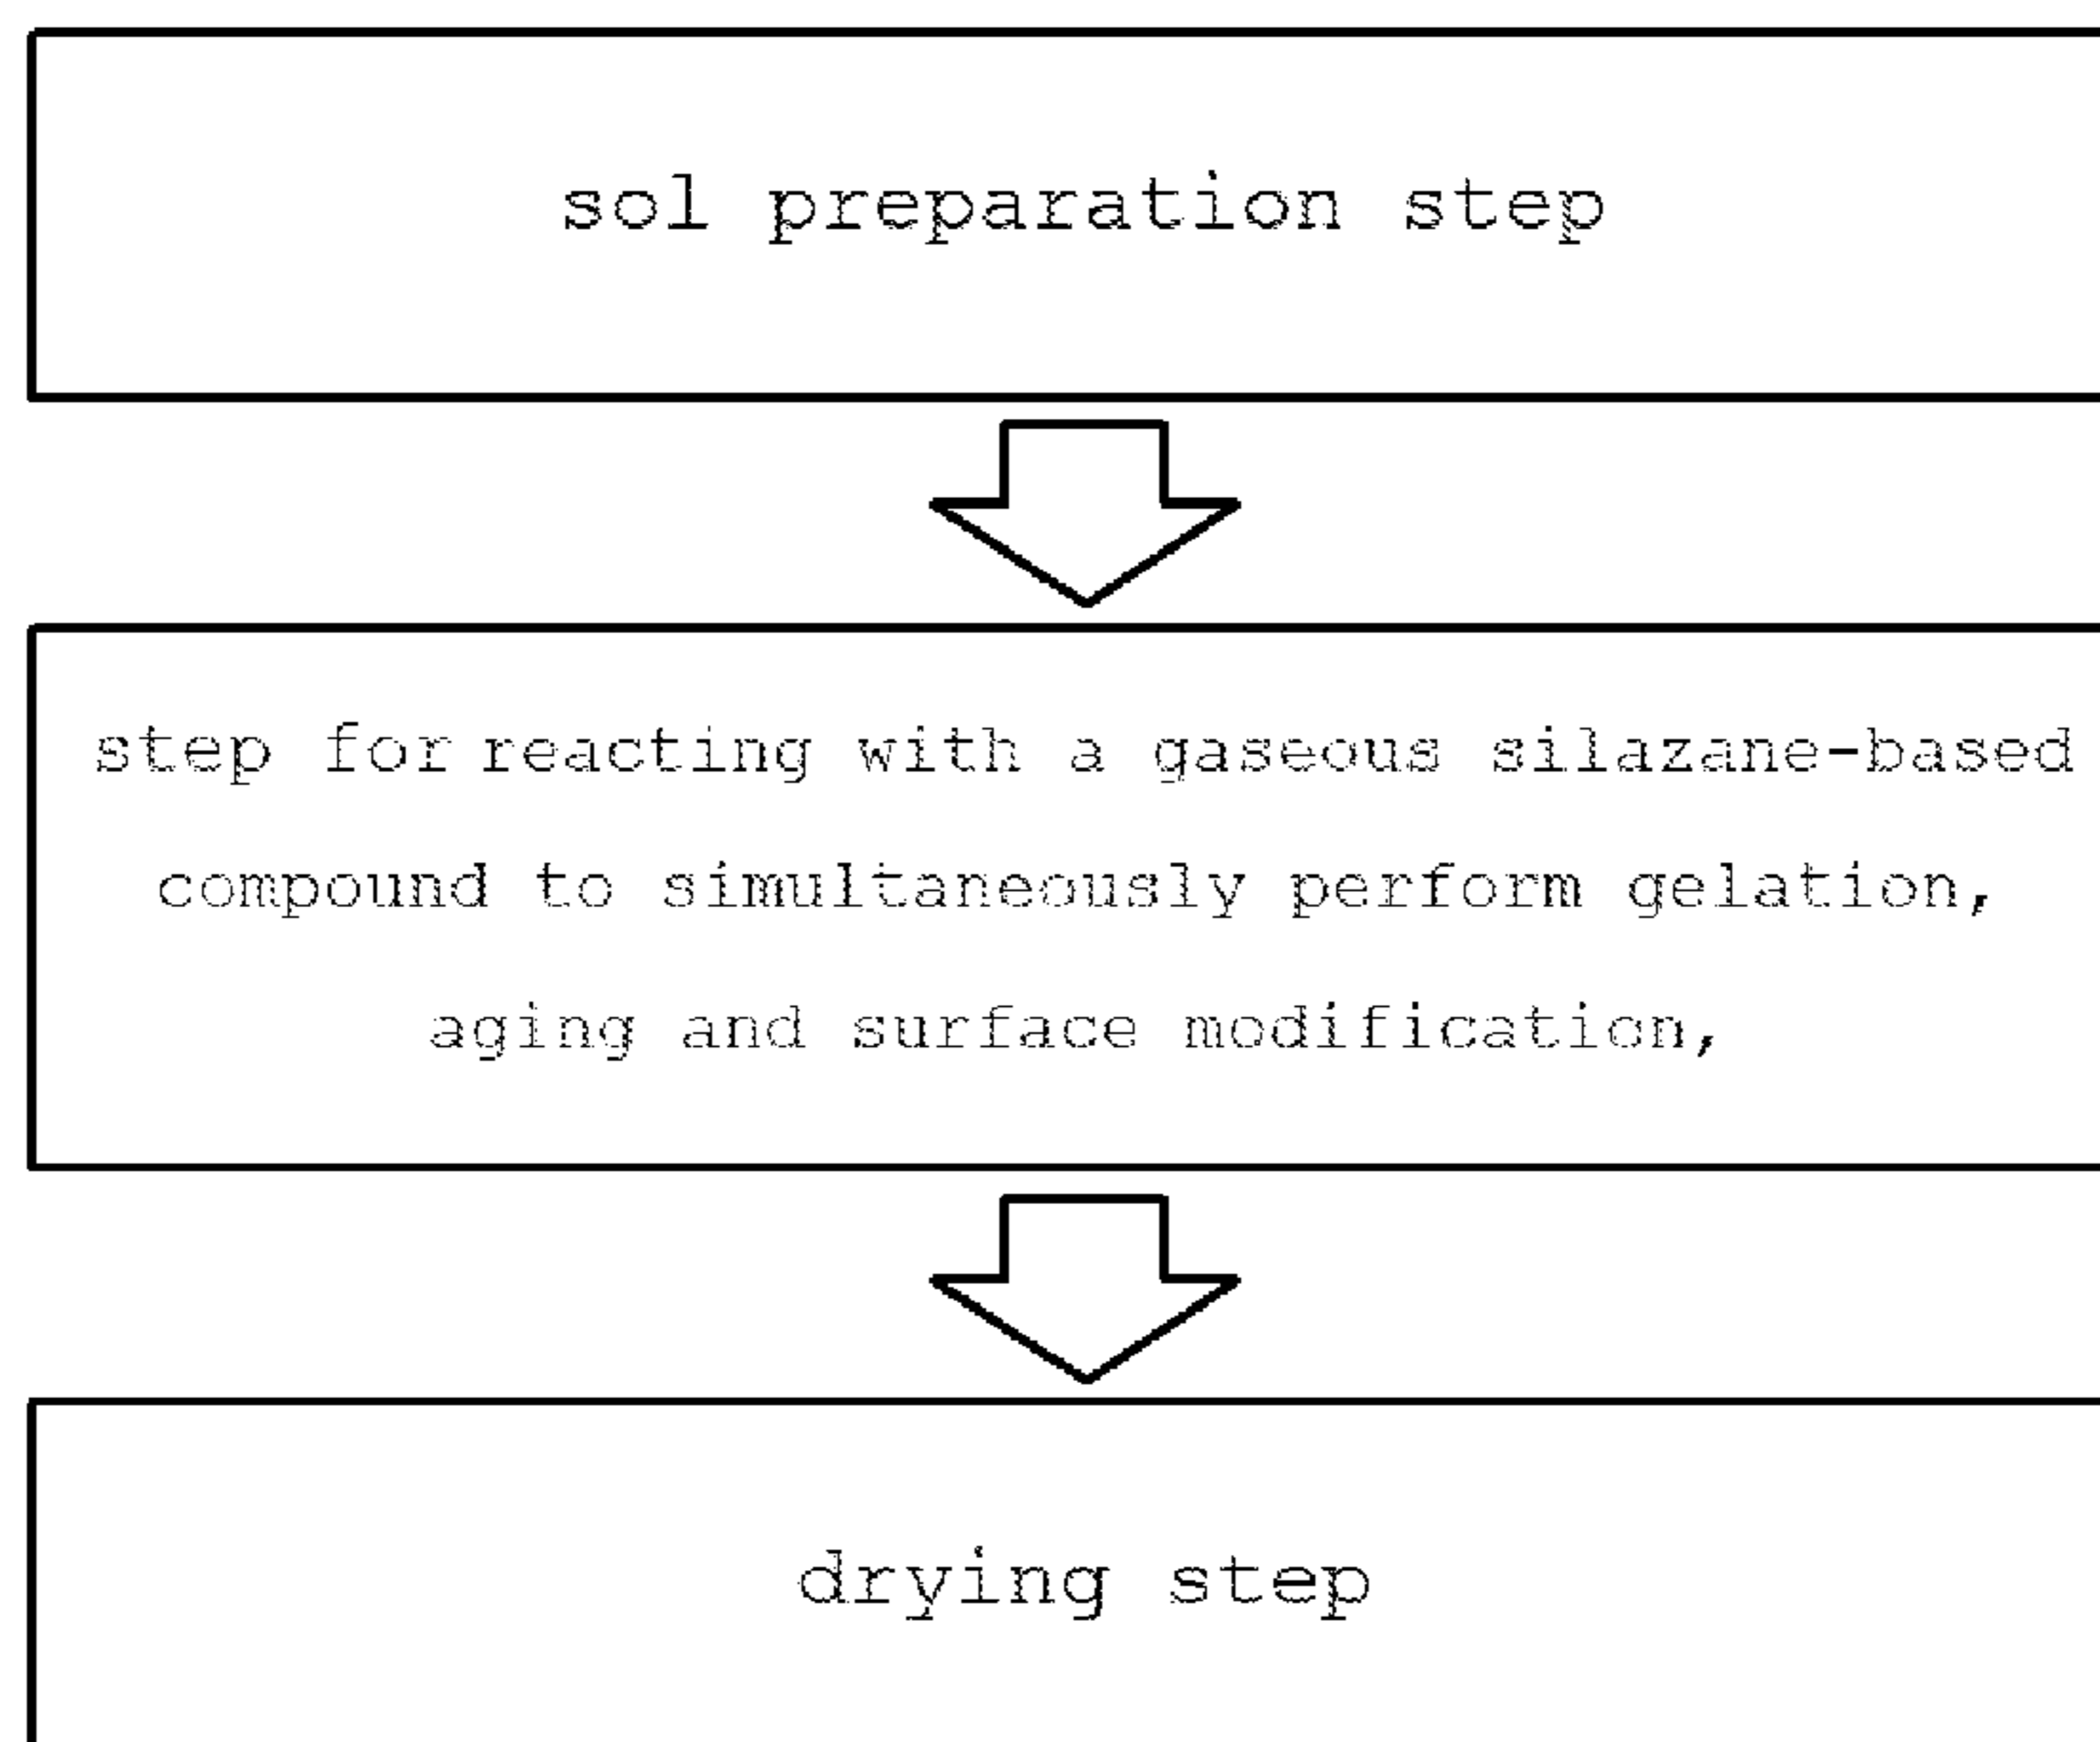 sol preparation step
step for reacting with a gaseous silazane-based
compound to simultaneously perform gelation,
aging and surface modification,
drying step